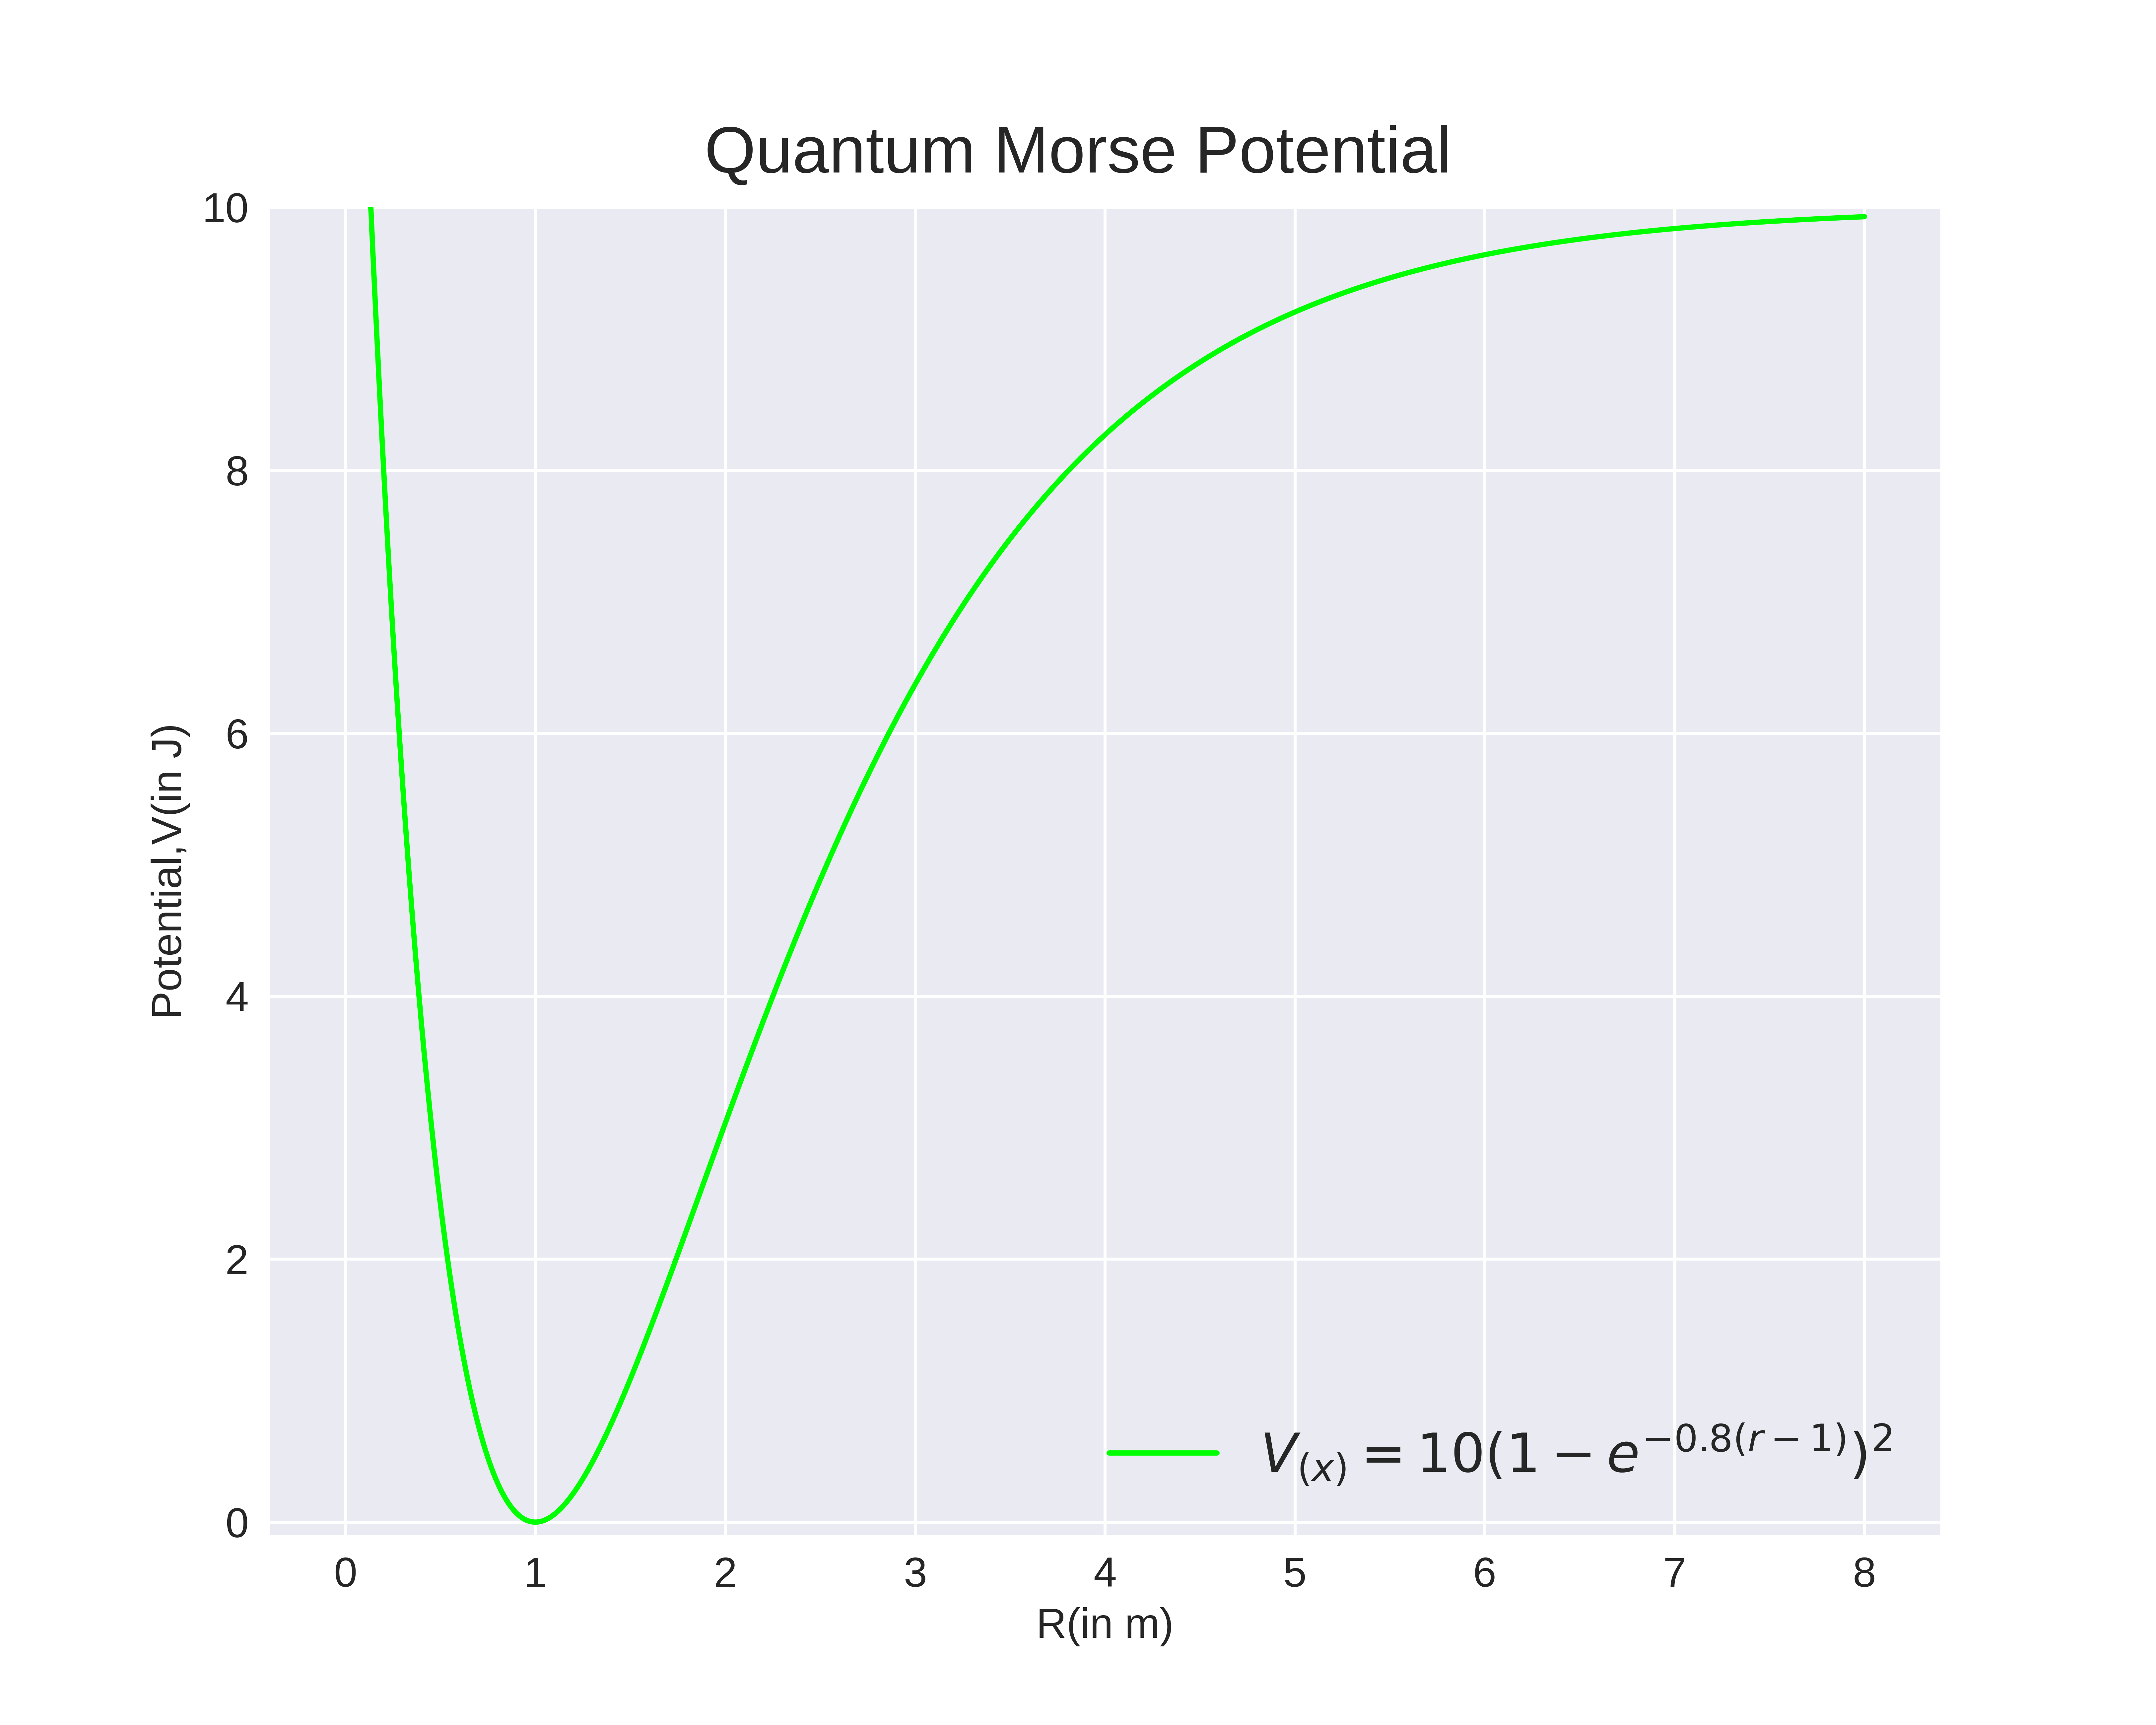 Quantum Morse Potential
10
8
6
4
2
0
Potential,V(in J)
V(x) = 10(1 − e^{−0.8(r − 1)})^2
0 1 2 3 4 5 6 7 8
R(in m)